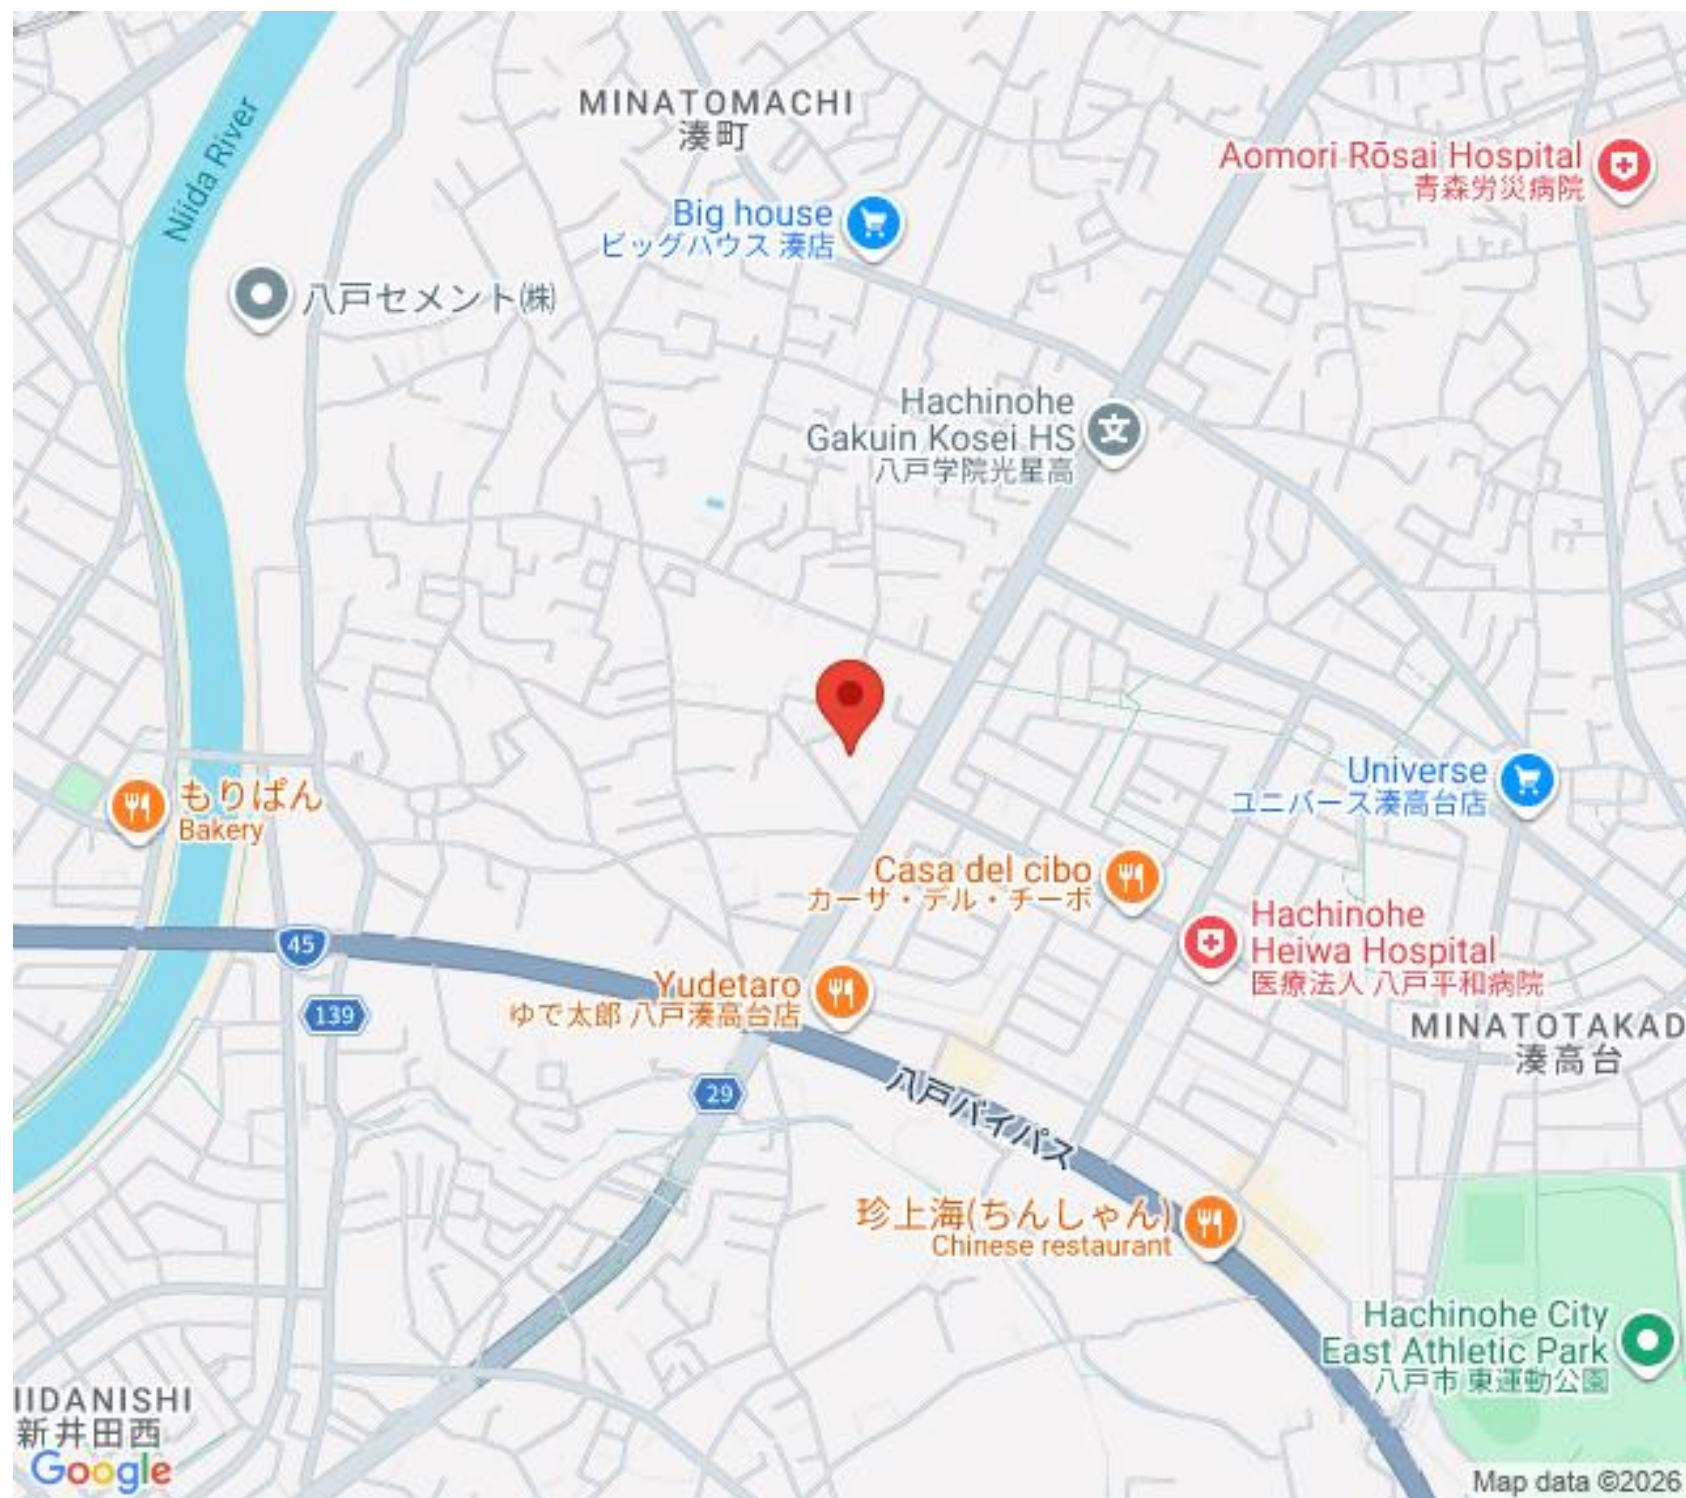 MINATOMACHI
湊町
Niida River
Aomori Rōsai Hospital
青森労災病院
Big house
ビッグハウス 湊店
八戸セメント㈱
Hachinohe
Gakuin Kosei HS
八戸学院光星高
文
もりぱん
Bakery
Universe
ユニバース湊高台店
Casa del cibo
カーサ・デル・チーボ
Hachinohe
Heiwa Hospital
医療法人 八戸平和病院
45
139
Yudetaro
ゆで太郎 八戸湊高台店
MINATOTAKAD
湊高台
29
八戸バイパス
珍上海(ちんしゃん)
Chinese restaurant
Hachinohe City
East Athletic Park
八戸市 東運動公園
IIDANISHI
新井田西
Google
Map data ©2026